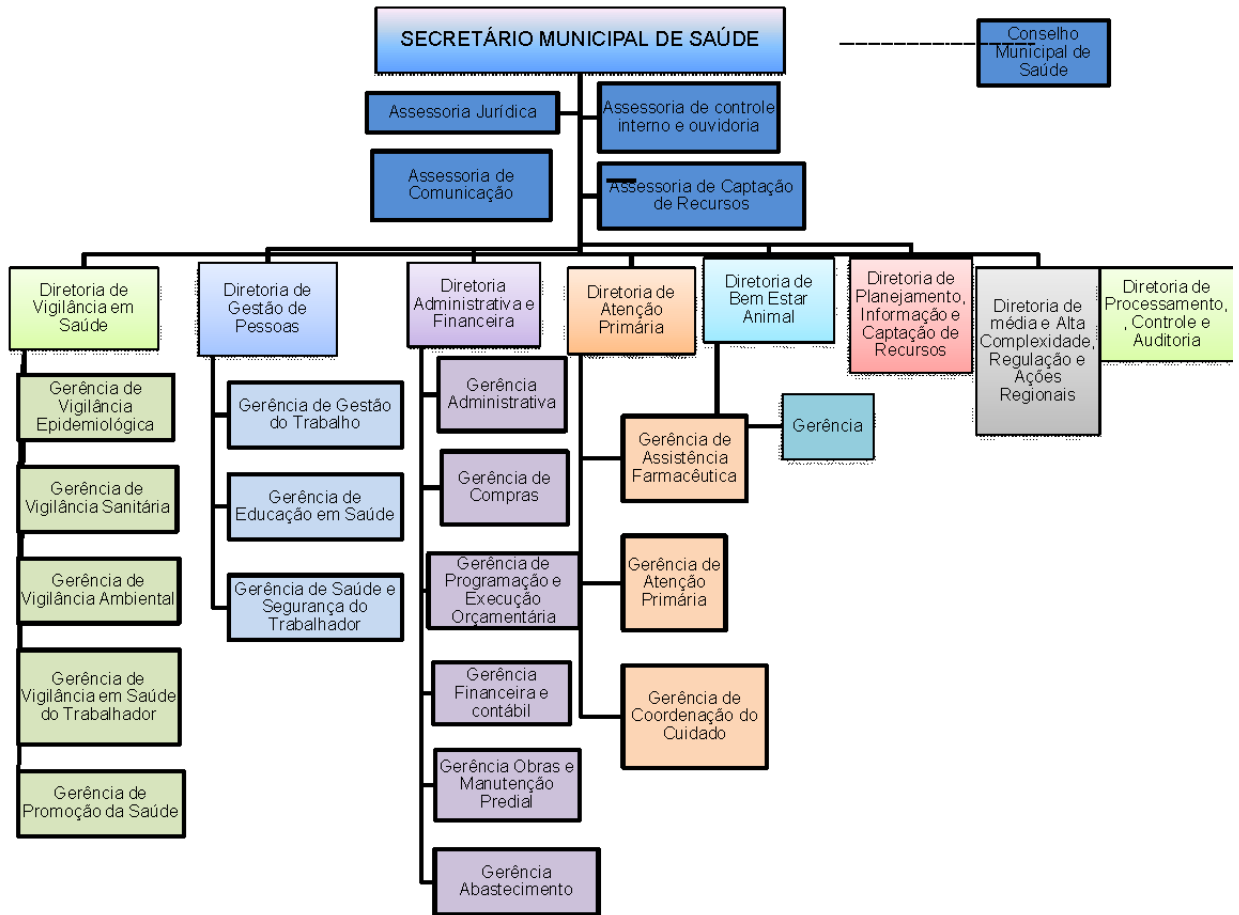 SECRETÁRIO MUNICIPAL DE SAÚDE
Conselho
Municipal de
Saúde
Assessoria Jurídica
Assessoria de controle
interno e ouvidoria
Assessoria de
Comunicação
Assessoria de Captação
de Recursos
Diretoria de
Vigilância em
Saúde
Diretoria de
Gestão de
Pessoas
Diretoria
Administrativa e
Financeira
Diretoria de
Atenção
Primária
Diretoria de
Bem Estar
Animal
Diretoria de
Planejamento,
Informação e
Captação de
Recursos
Diretoria de
média e Alta
Complexidade,
Regulação e
Ações
Regionais
Diretoria de
Processamento,
, Controle e
Auditoria
Gerência de
Vigilância
Epidemiológica
Gerência de
Vigilância Sanitária
Gerência de
Vigilância Ambiental
Gerência de
Vigilância em Saúde
do Trabalhador
Gerência de
Promoção da Saúde
Gerência de Gestão
do Trabalho
Gerência de
Educação em Saúde
Gerência de Saúde e
Segurança do
Trabalhador
Gerência
Administrativa
Gerência de
Compras
Gerência de
Programação e
Execução
Orçamentária
Gerência
Financeira e
contábil
Gerência Obras e
Manutenção
Predial
Gerência
Abastecimento
Gerência de
Assistência
Farmacêutica
Gerência de
Atenção
Primária
Gerência de
Coordenação do
Cuidado
Gerência